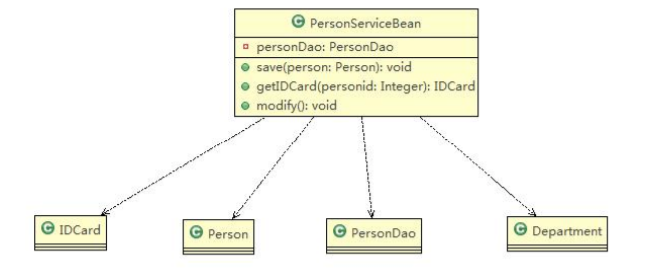 PersonServiceBean
personDao: PersonDao
save(person: Person): void
getIDCard(personid: Integer): IDCard
modify(): void
IDCard
Person
PersonDao
Department